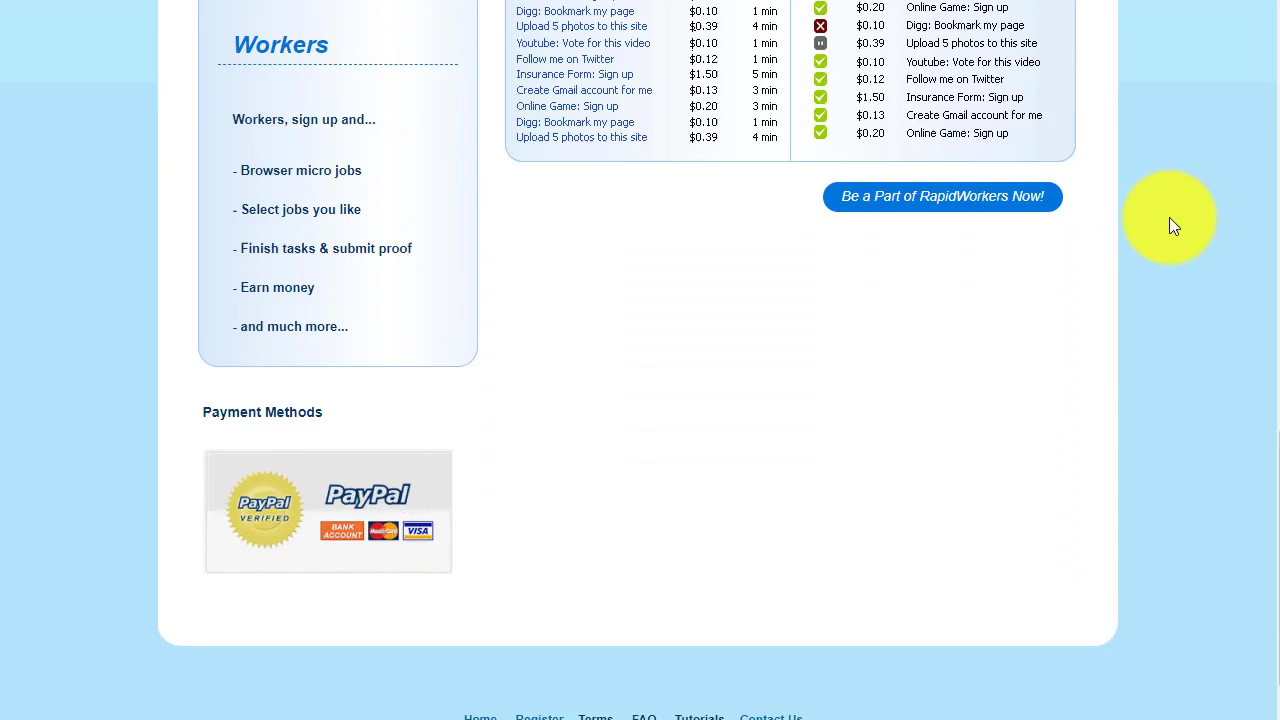 Workers
Workers, sign up and...
- Browser micro jobs
- Select jobs you like
- Finish tasks & submit proof
- Earn money
- and much more...
Digg: Bookmark my page $0.10 1 min
Upload 5 photos to this site $0.39 4 min
Youtube: Vote for this video $0.10 1 min
Follow me on Twitter $0.12 1 min
Insurance Form: Sign up $1.50 5 min
Create Gmail account for me $0.13 3 min
Online Game: Sign up $0.20 3 min
Digg: Bookmark my page $0.10 1 min
Upload 5 photos to this site $0.39 4 min
$0.20 Online Game: Sign up
$0.10 Digg: Bookmark my page
$0.39 Upload 5 photos to this site
$0.10 Youtube: Vote for this video
$0.12 Follow me on Twitter
$1.50 Insurance Form: Sign up
$0.13 Create Gmail account for me
$0.20 Online Game: Sign up
Be a Part of RapidWorkers Now!
Payment Methods
PayPal
VERIFIED
PayPal
BANK
ACCOUNT
MasterCard
VISA
Home Register Terms FAQ Tutorials Contact Us